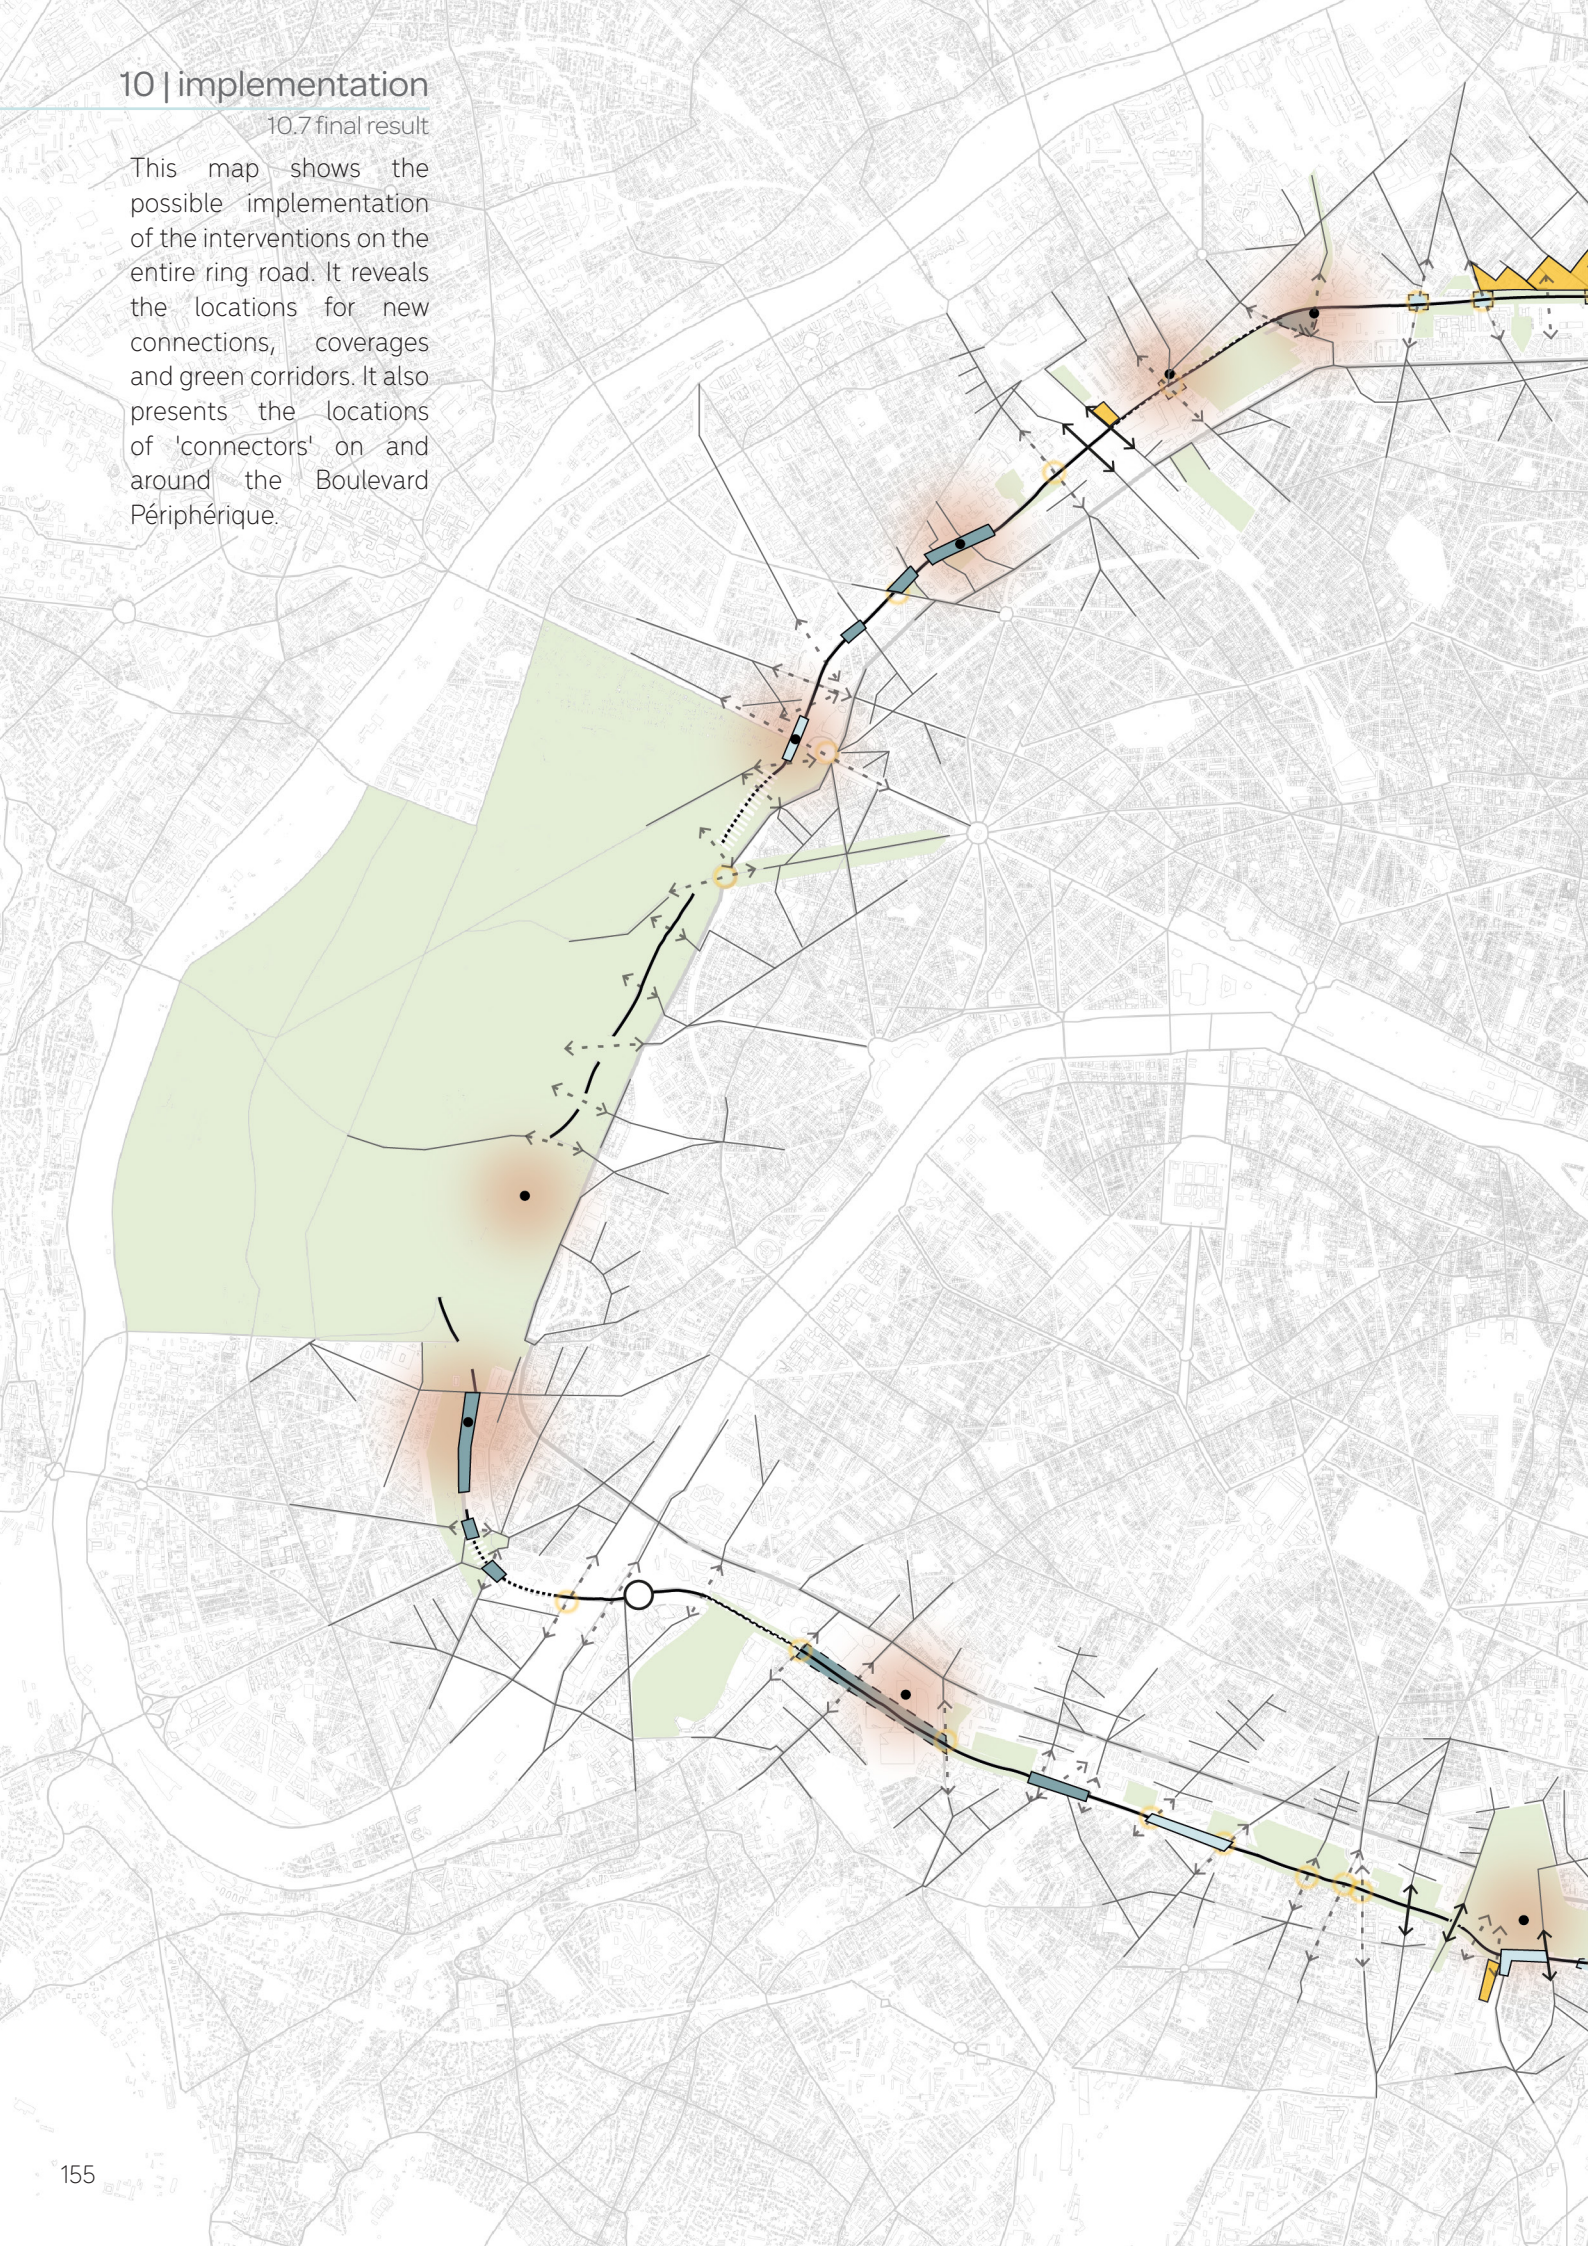 10 | implementation
10.7 final result
This map shows the
possible implementation
of the interventions on the
entire ring road. It reveals
the locations for new
connections, coverages
and green corridors. It also
presents the locations
of 'connectors' on and
around the Boulevard
Périphérique.
155